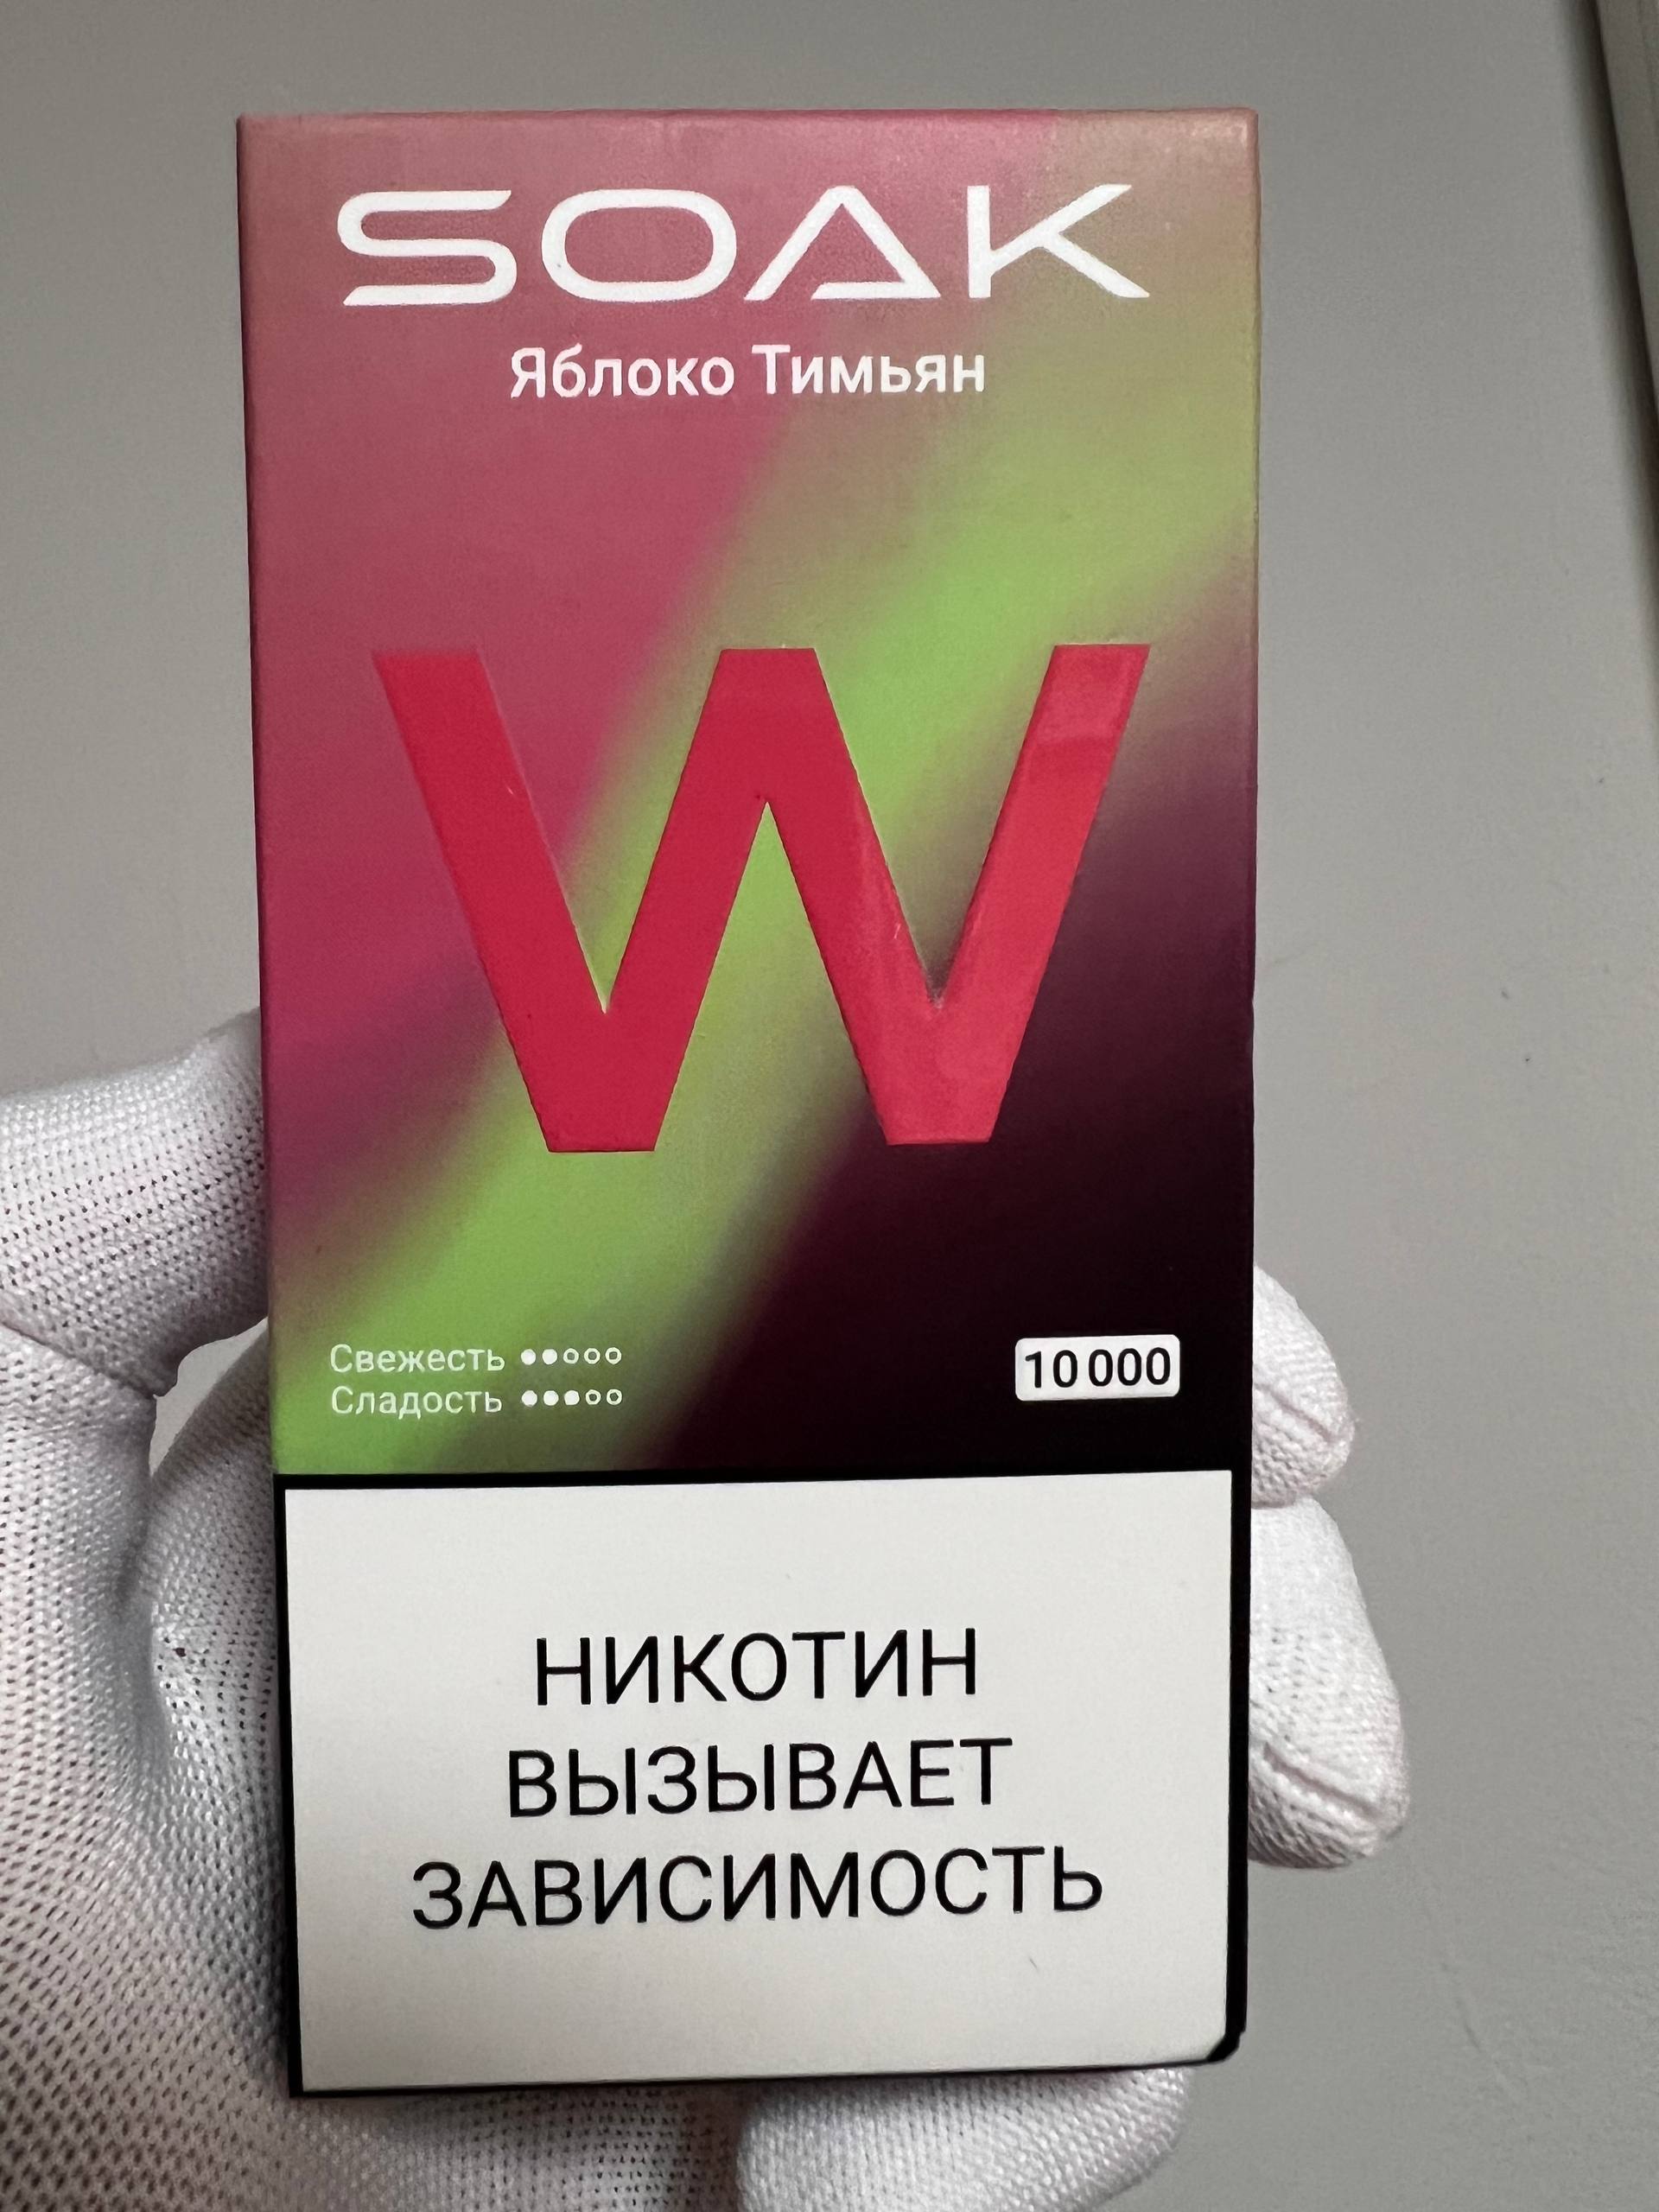 SOAK
Яблоко Тимьян
W
Свежесть
Сладость
10 000
НИКОТИН
ВЫЗЫВАЕТ
ЗАВИСИМОСТЬ